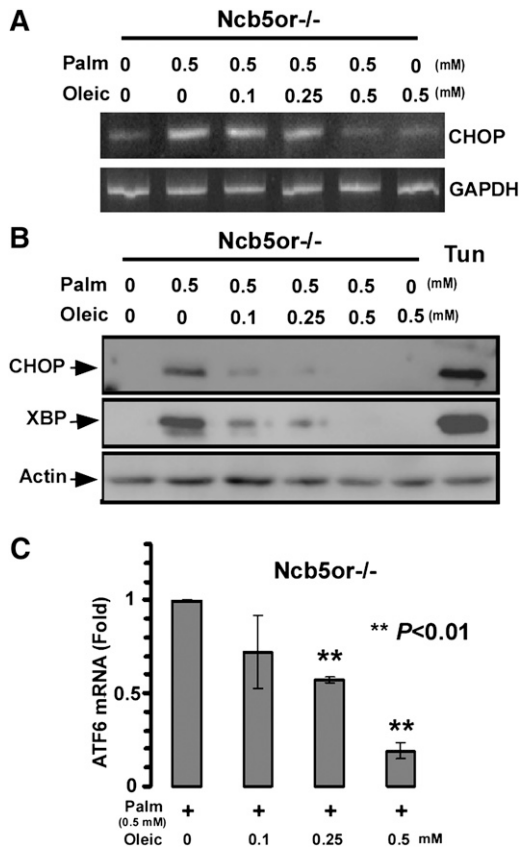 A
Ncb5or-/-
Palm 0 0.5 0.5 0.5 0.5 0 (mM)
Oleic 0 0 0.1 0.25 0.5 0.5 (mM)
CHOP
GAPDH
B
Ncb5or-/- Tun
Palm 0 0.5 0.5 0.5 0.5 0 (mM)
Oleic 0 0 0.1 0.25 0.5 0.5 (mM)
CHOP
XBP
Actin
C
Ncb5or-/-
ATF6 mRNA (Fold)
1
0.5
0
** P<0.01
**
**
Palm + + + +
(0.5 mM)
Oleic 0 0.1 0.25 0.5 mM